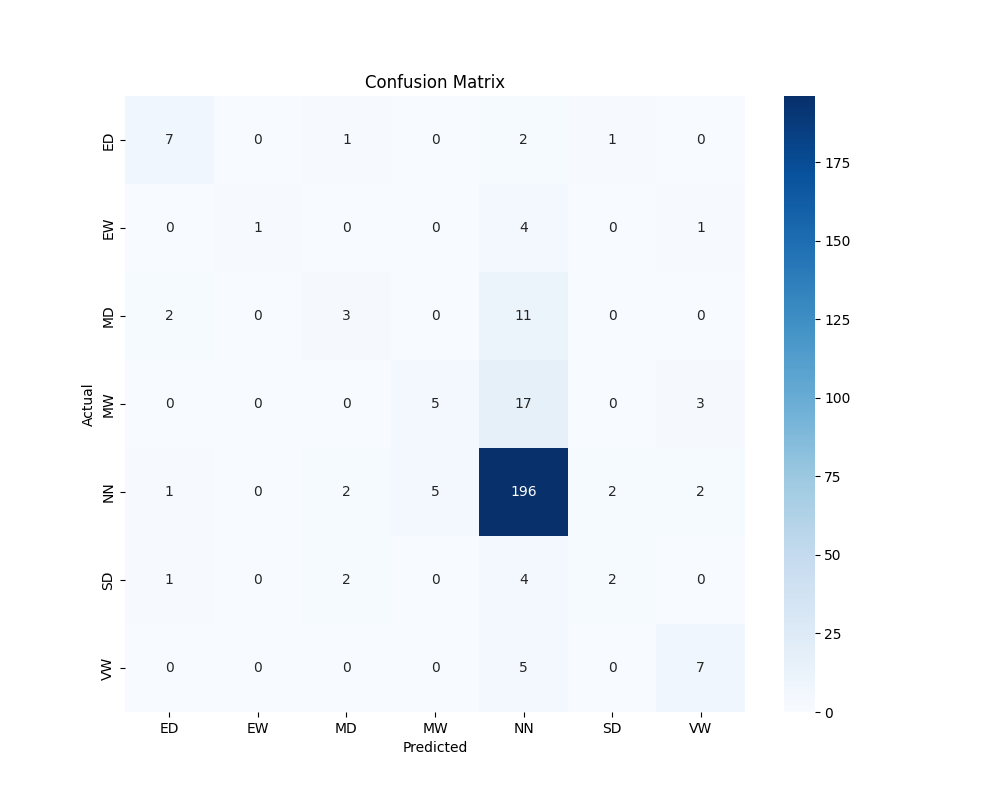 Confusion Matrix
ED 7 0 1 0 2 1 0
EW 0 1 0 0 4 0 1
MD 2 0 3 0 11 0 0
MW 0 0 0 5 17 0 3
NN 1 0 2 5 196 2 2
SD 1 0 2 0 4 2 0
VW 0 0 0 0 5 0 7
ED EW MD MW NN SD VW
Predicted
Actual
175
150
125
100
75
50
25
0